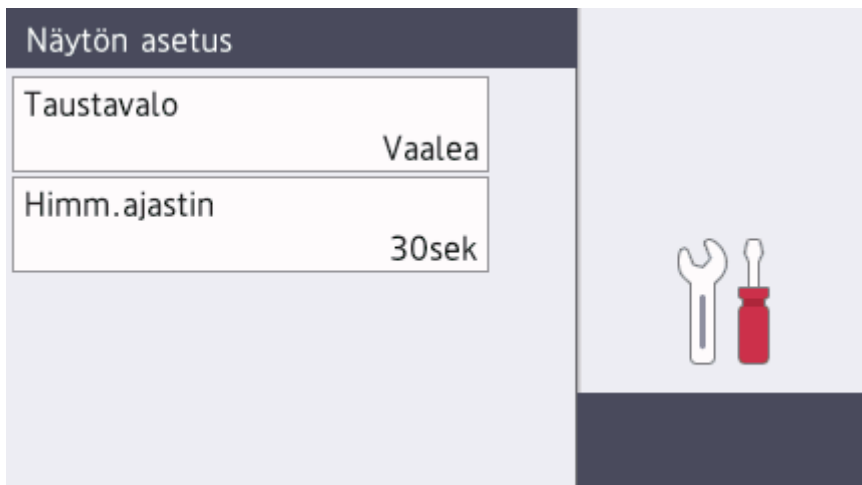 Näytön asetus
Taustavalo
Vaalea
Himm.ajastin
30sek